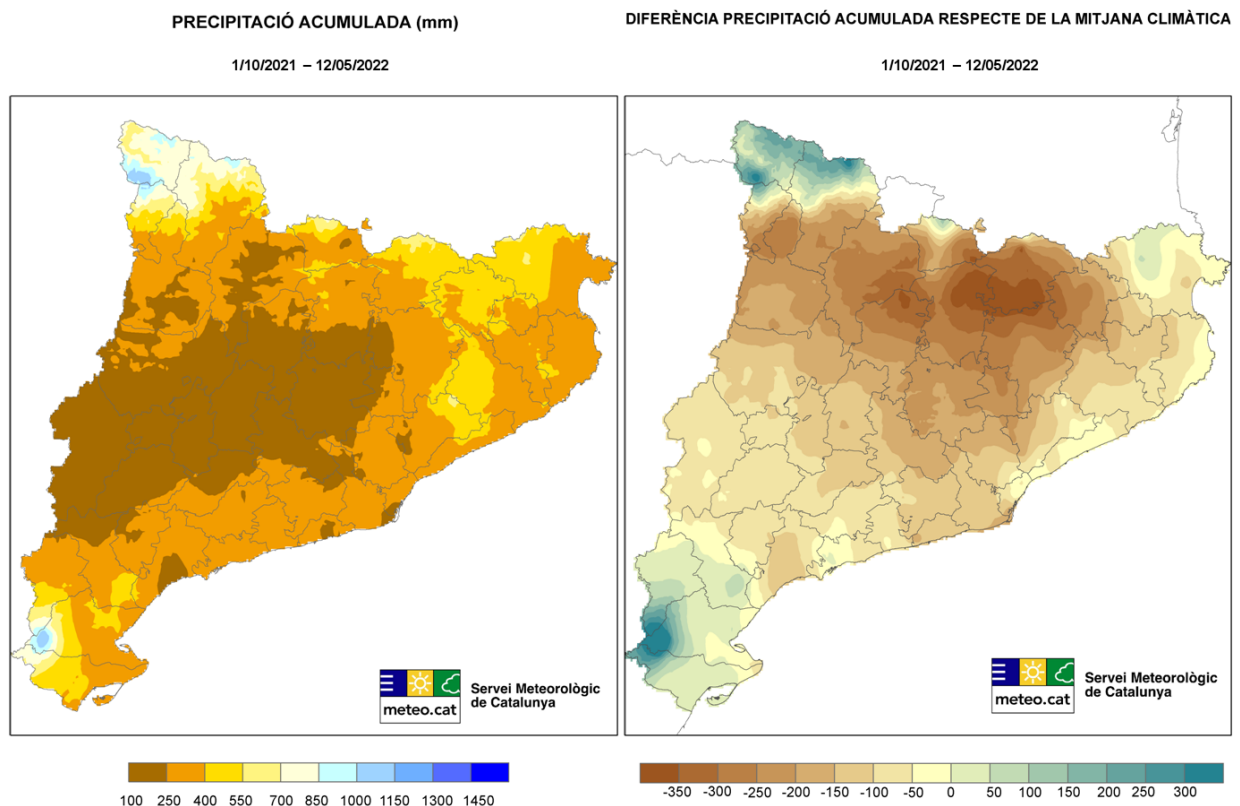 PRECIPITACIÓ ACUMULADA (mm)
1/10/2021 – 12/05/2022
DIFERÈNCIA PRECIPITACIÓ ACUMULADA RESPECTE DE LA MITJANA CLIMÀTICA
1/10/2021 – 12/05/2022
meteo.cat
Servei Meteorològic
de Catalunya
meteo.cat
Servei Meteorològic
de Catalunya
100 250 400 550 700 850 1000 1150 1300 1450
-350 -300 -250 -200 -150 -100 -50 0 50 100 150 200 250 300